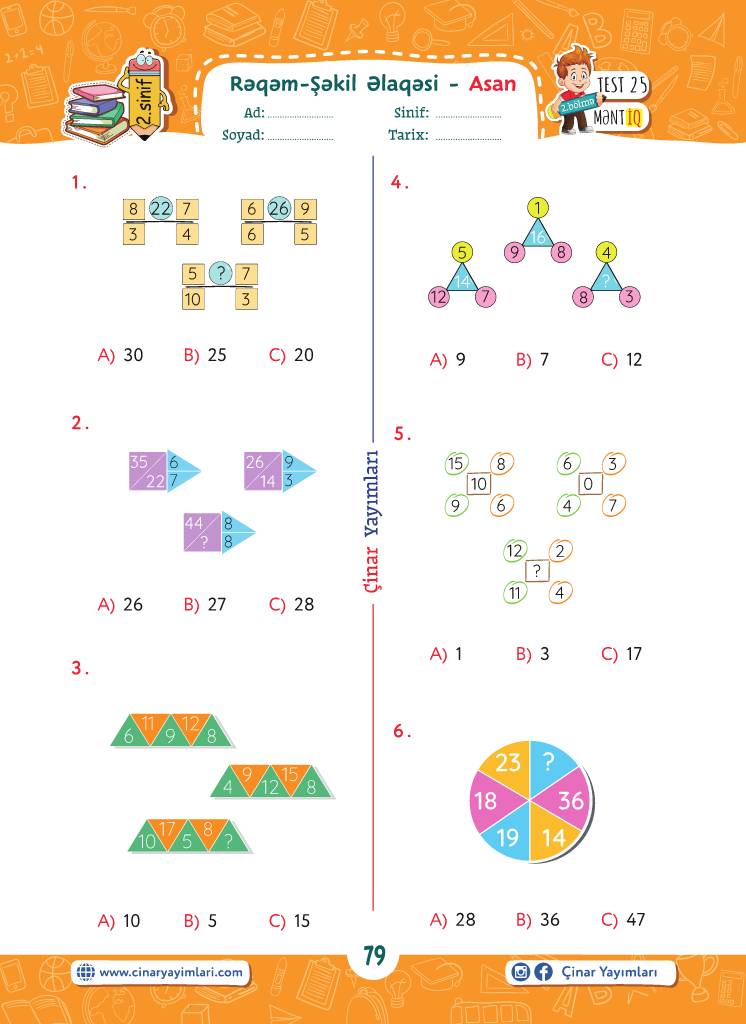 2.sinif
Rəqəm-Şəkil Əlaqəsi - Asan
Ad: ..................... Sinif: .....................
Soyad: ..................... Tarix: .....................
2.bölmə
TEST 25
MƏNTİQ
1.
8 22 7
3 4
6 26 9
6 5
5 ? 7
10 3
A) 30 B) 25 C) 20
2.
35 6
22 7
26 9
14 3
44 8
? 8
A) 26 B) 27 C) 28
3.
11 12
6 9 8
9 15
4 12 8
17 8
10 5 ?
A) 10 B) 5 C) 15
Çinar Yayımları
4.
1
16
9 8
5
14
12 7
4
?
8 3
A) 9 B) 7 C) 12
5.
15 8
10
9 6
6 3
0
4 7
12 2
?
11 4
A) 1 B) 3 C) 17
6.
23 ?
18 36
19 14
A) 28 B) 36 C) 47
79
www.cinaryayimlari.com
Çinar Yayımları
2+2=4